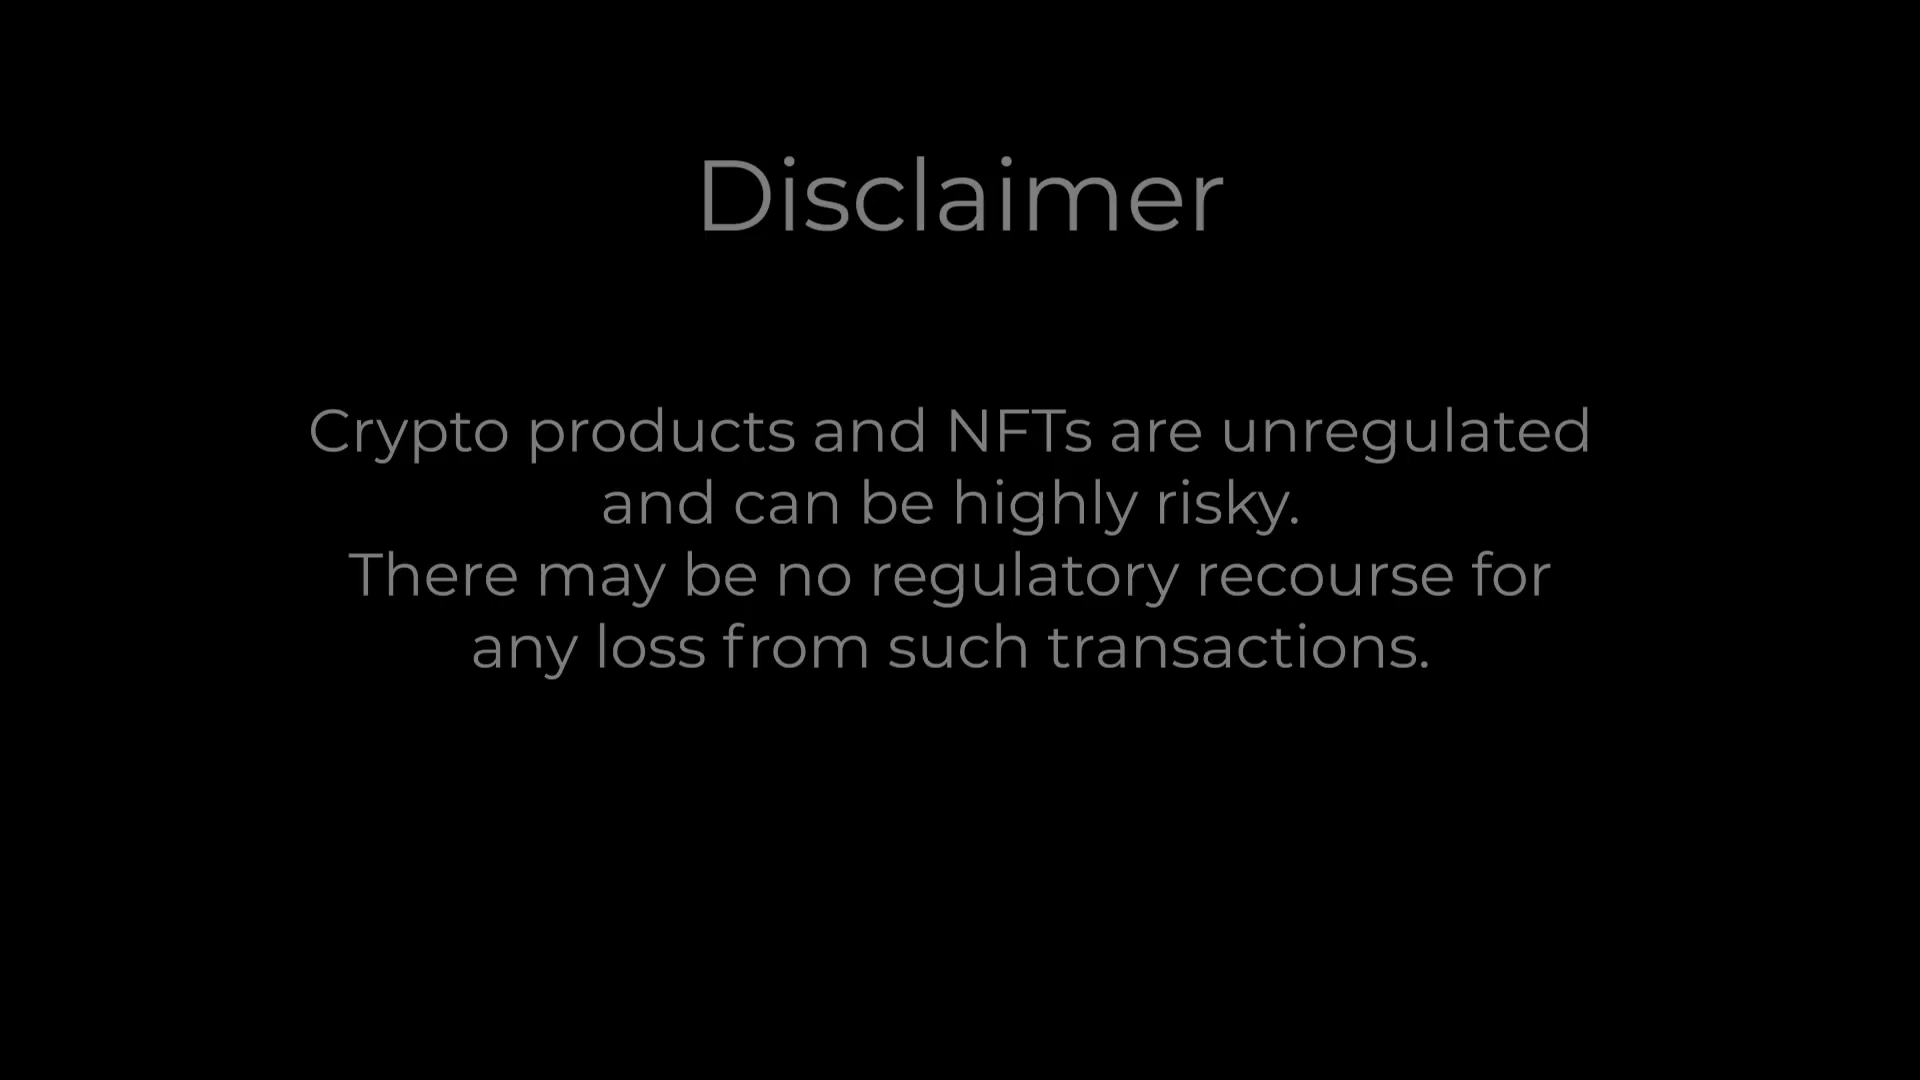 Disclaimer
Crypto products and NFTs are unregulated
and can be highly risky.
There may be no regulatory recourse for
any loss from such transactions.